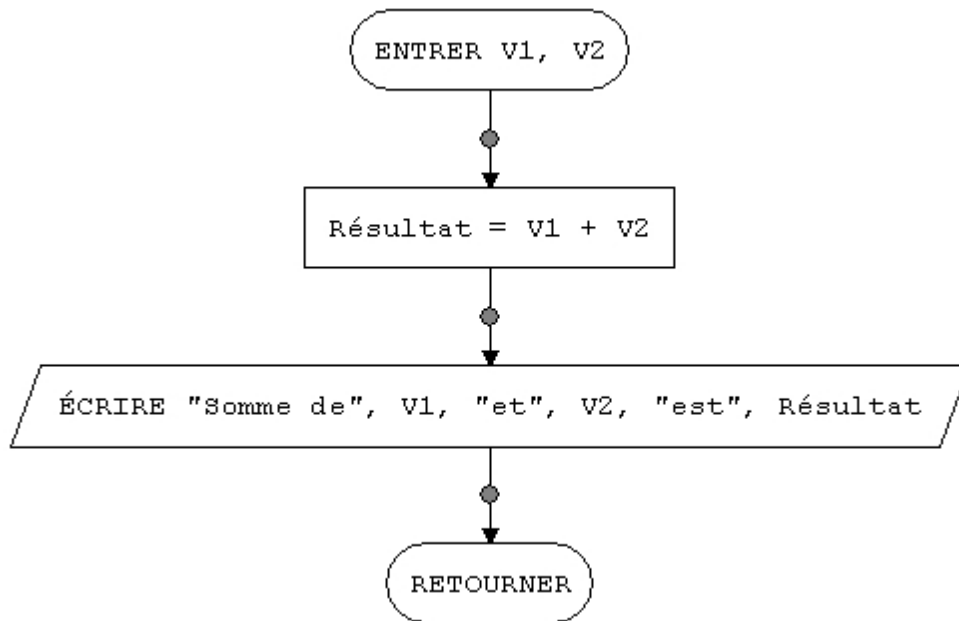 ENTRER V1, V2
Résultat = V1 + V2
ÉCRIRE "Somme de", V1, "et", V2, "est", Résultat
RETOURNER